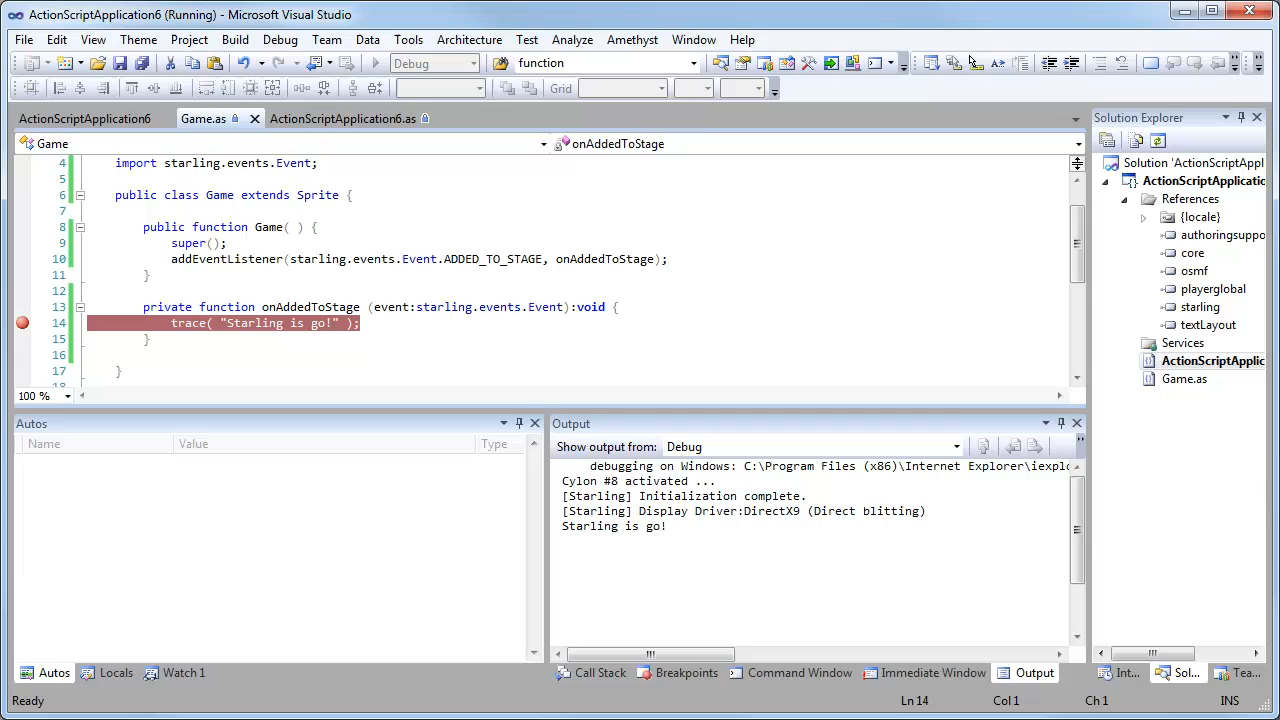 ActionScriptApplication6 (Running) - Microsoft Visual Studio
File Edit View Theme Project Build Debug Team Data Tools Architecture Test Analyze Amethyst Window Help
Debug function
Grid
ActionScriptApplication6 Game.as ActionScriptApplication6.as
Game onAddedToStage
4 import starling.events.Event;
5
6 public class Game extends Sprite {
7
8 public function Game( ) {
9 super();
10 addEventListener(starling.events.Event.ADDED_TO_STAGE, onAddedToStage);
11 }
12
13 private function onAddedToStage (event:starling.events.Event):void {
14 trace( "Starling is go!" );
15 }
16
17 }
18
100 %
Solution Explorer
Solution 'ActionScriptAppl
ActionScriptApplicatio
References
{locale}
authoringsuppo
core
osmf
playerglobal
starling
textLayout
Services
ActionScriptApplic
Game.as
Autos
Name Value Type
Output
Show output from: Debug
debugging on Windows: C:\Program Files (x86)\Internet Explorer\iexplo
Cylon #8 activated ...
[Starling] Initialization complete.
[Starling] Display Driver:DirectX9 (Direct blitting)
Starling is go!
Autos Locals Watch 1
Call Stack Breakpoints Command Window Immediate Window Output
Int... Sol... Tea...
Ready Ln 14 Col 1 Ch 1 INS